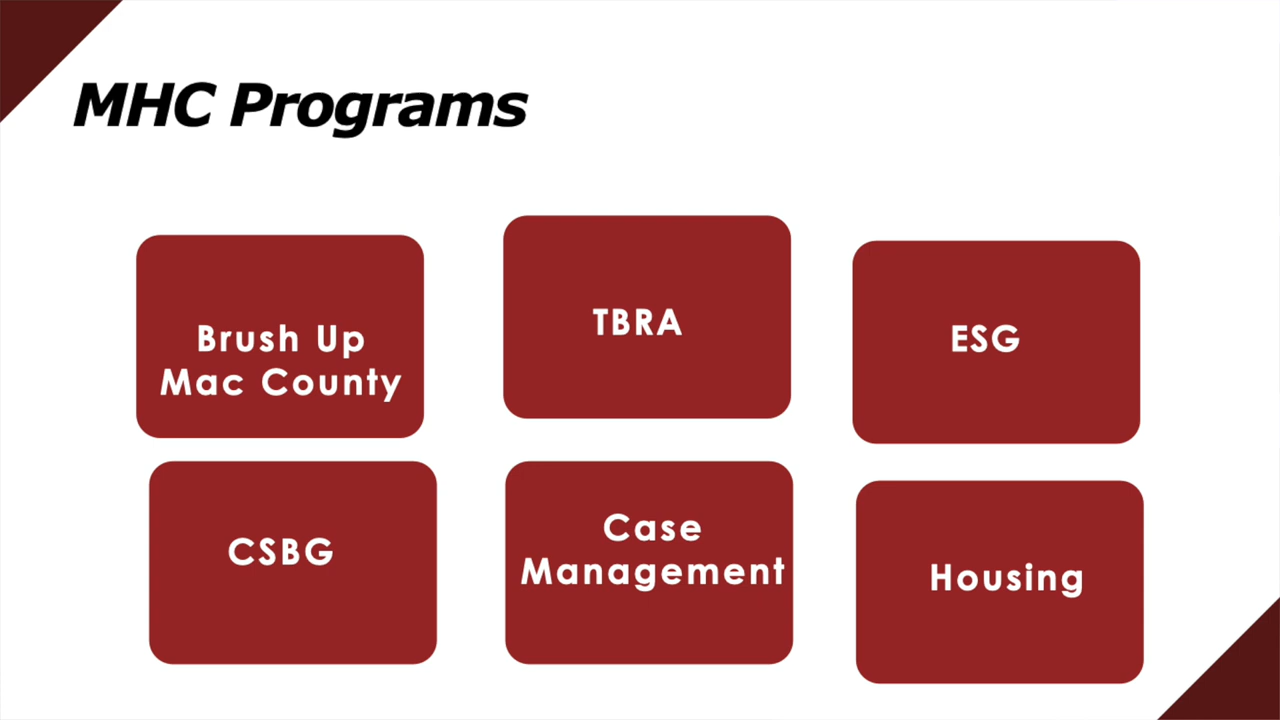 MHC Programs
Brush Up
Mac County
TBRA
ESG
CSBG
Case
Management
Housing